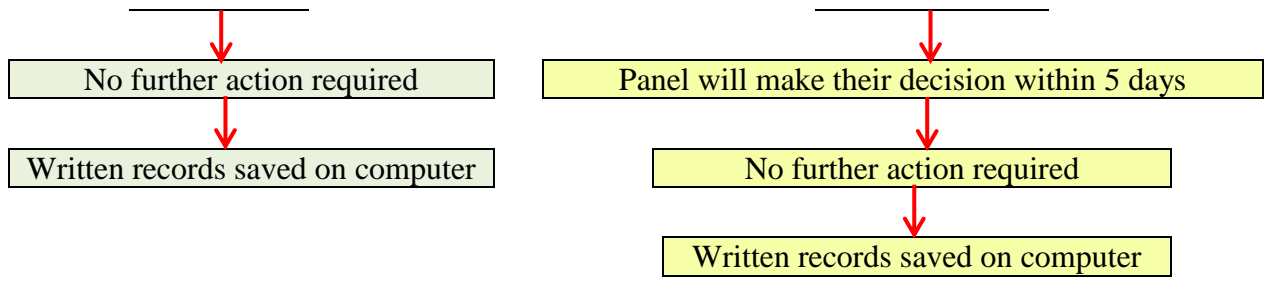 No further action required
Written records saved on computer
Panel will make their decision within 5 days
No further action required
Written records saved on computer